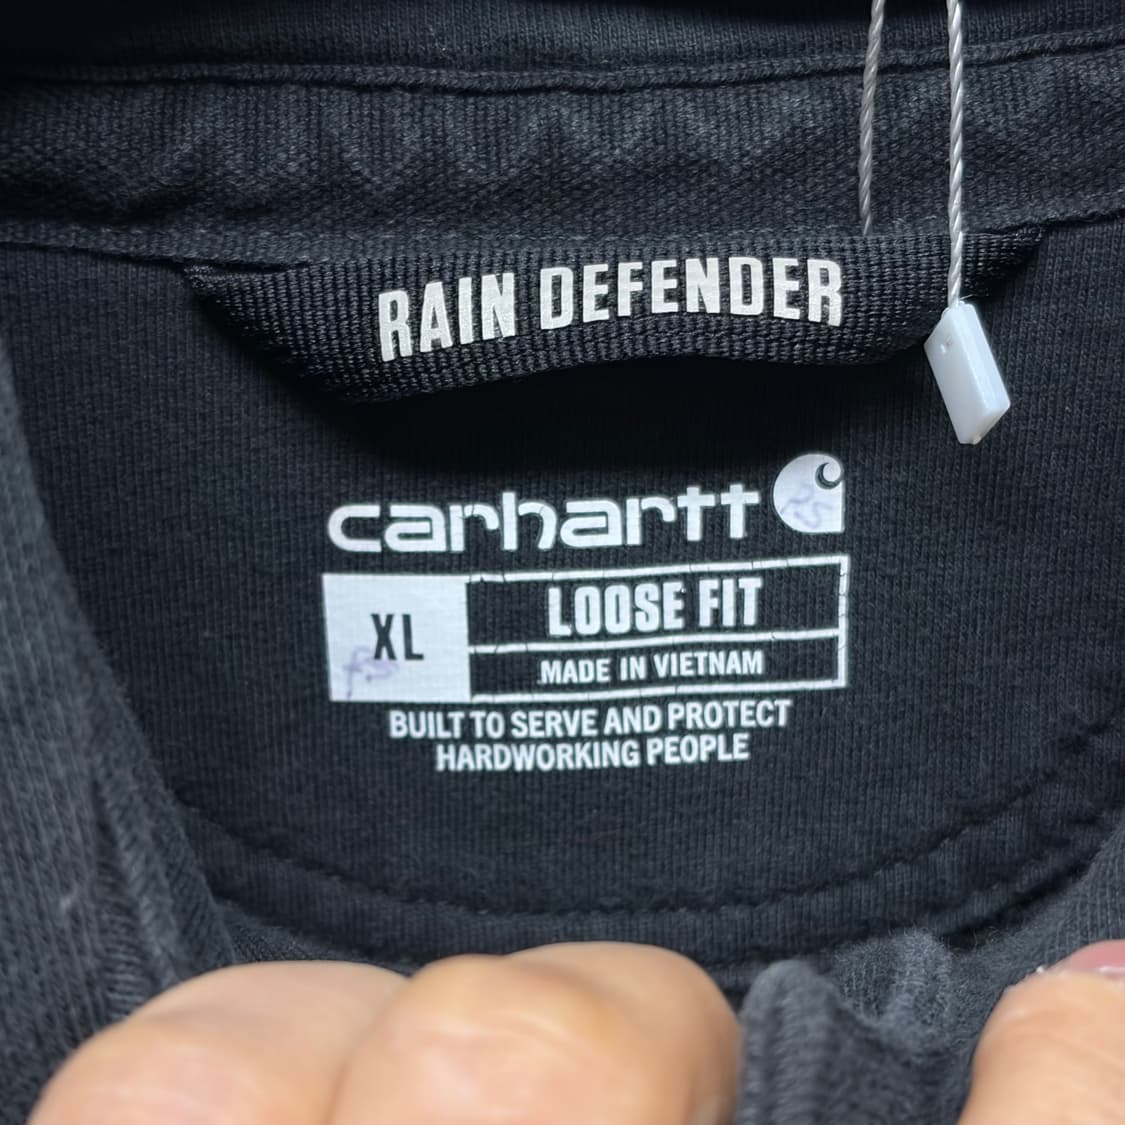 RAIN DEFENDER
carhartt
XL
LOOSE FIT
MADE IN VIETNAM
BUILT TO SERVE AND PROTECT
HARDWORKING PEOPLE